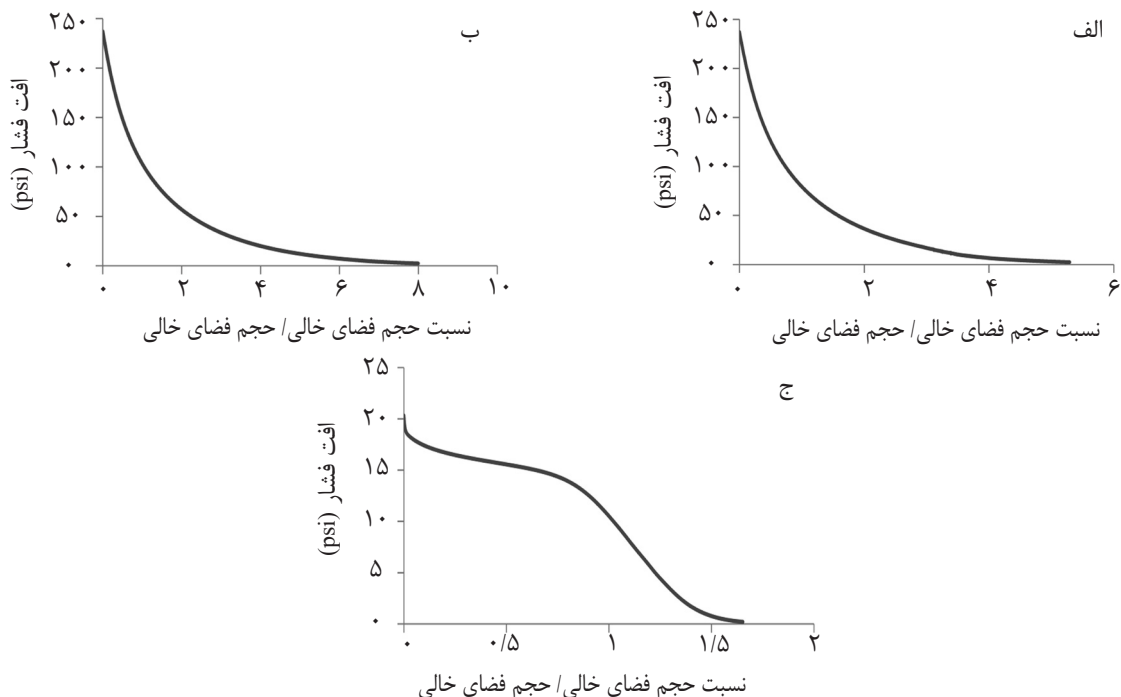 الف
۲۵۰
۲۰۰
۱۵۰
۱۰۰
۵۰
۰
افت فشار (psi)
۰ ۲ ۴ ۶
نسبت حجم فضای خالی/ حجم فضای خالی
ب
۲۵۰
۲۰۰
۱۵۰
۱۰۰
۵۰
۰
افت فشار (psi)
۰ ۲ ۴ ۶ ۸ ۱۰
نسبت حجم فضای خالی/ حجم فضای خالی
ج
۲۵
۲۰
۱۵
۱۰
۵
۰
افت فشار (psi)
۰ ۰/۵ ۱ ۱/۵ ۲
نسبت حجم فضای خالی/ حجم فضای خالی